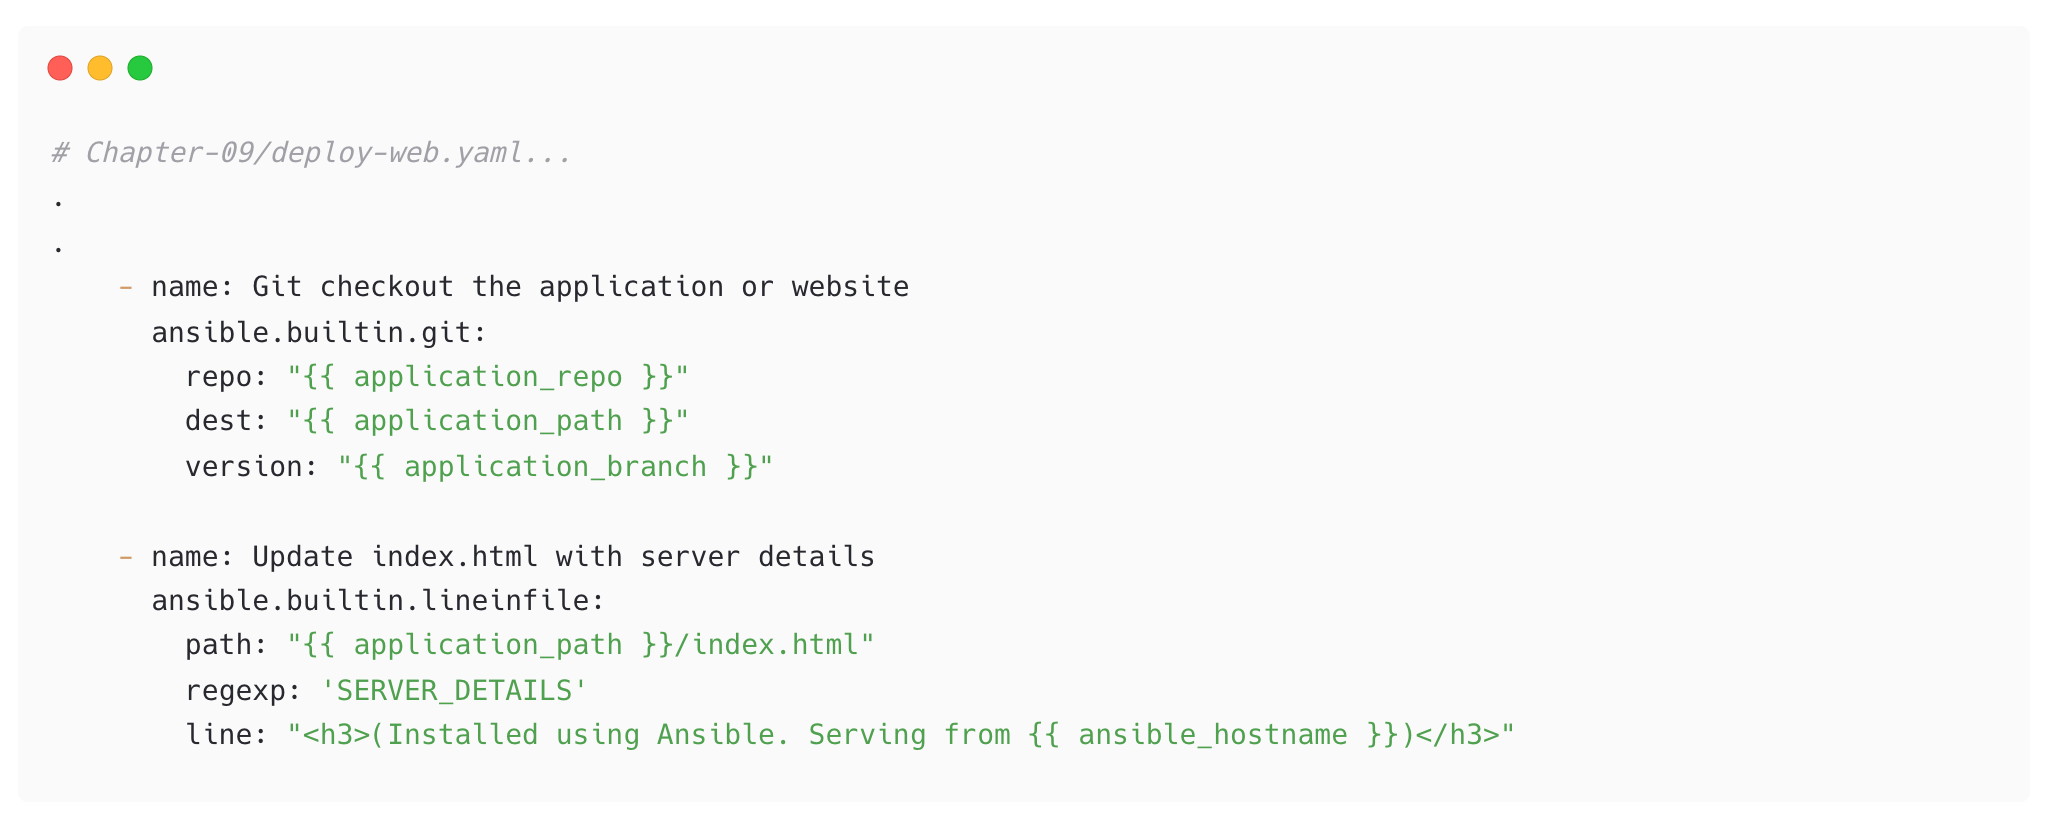 # Chapter-09/deploy-web.yaml...
.
.
    - name: Git checkout the application or website
      ansible.builtin.git:
        repo: "{{ application_repo }}"
        dest: "{{ application_path }}"
        version: "{{ application_branch }}"

    - name: Update index.html with server details
      ansible.builtin.lineinfile:
        path: "{{ application_path }}/index.html"
        regexp: 'SERVER_DETAILS'
        line: "<h3>(Installed using Ansible. Serving from {{ ansible_hostname }})</h3>"